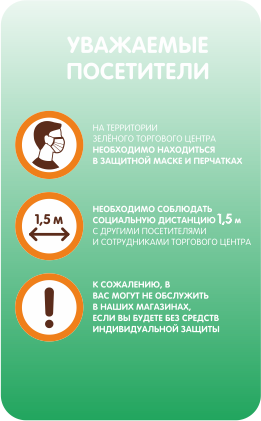 УВАЖАЕМЫЕ
ПОСЕТИТЕЛИ
НА ТЕРРИТОРИИ
ЗЕЛЁНОГО ТОРГОВОГО ЦЕНТРА
НЕОБХОДИМО НАХОДИТЬСЯ
В ЗАЩИТНОЙ МАСКЕ И ПЕРЧАТКАХ
1,5 м
НЕОБХОДИМО СОБЛЮДАТЬ
СОЦИАЛЬНУЮ ДИСТАНЦИЮ 1,5 м
С ДРУГИМИ ПОСЕТИТЕЛЯМИ
И СОТРУДНИКАМИ ТОРГОВОГО ЦЕНТРА
!
К СОЖАЛЕНИЮ, В
ВАС МОГУТ НЕ ОБСЛУЖИТЬ
В НАШИХ МАГАЗИНАХ,
ЕСЛИ ВЫ БУДЕТЕ БЕЗ СРЕДСТВ
ИНДИВИДУАЛЬНОЙ ЗАЩИТЫ